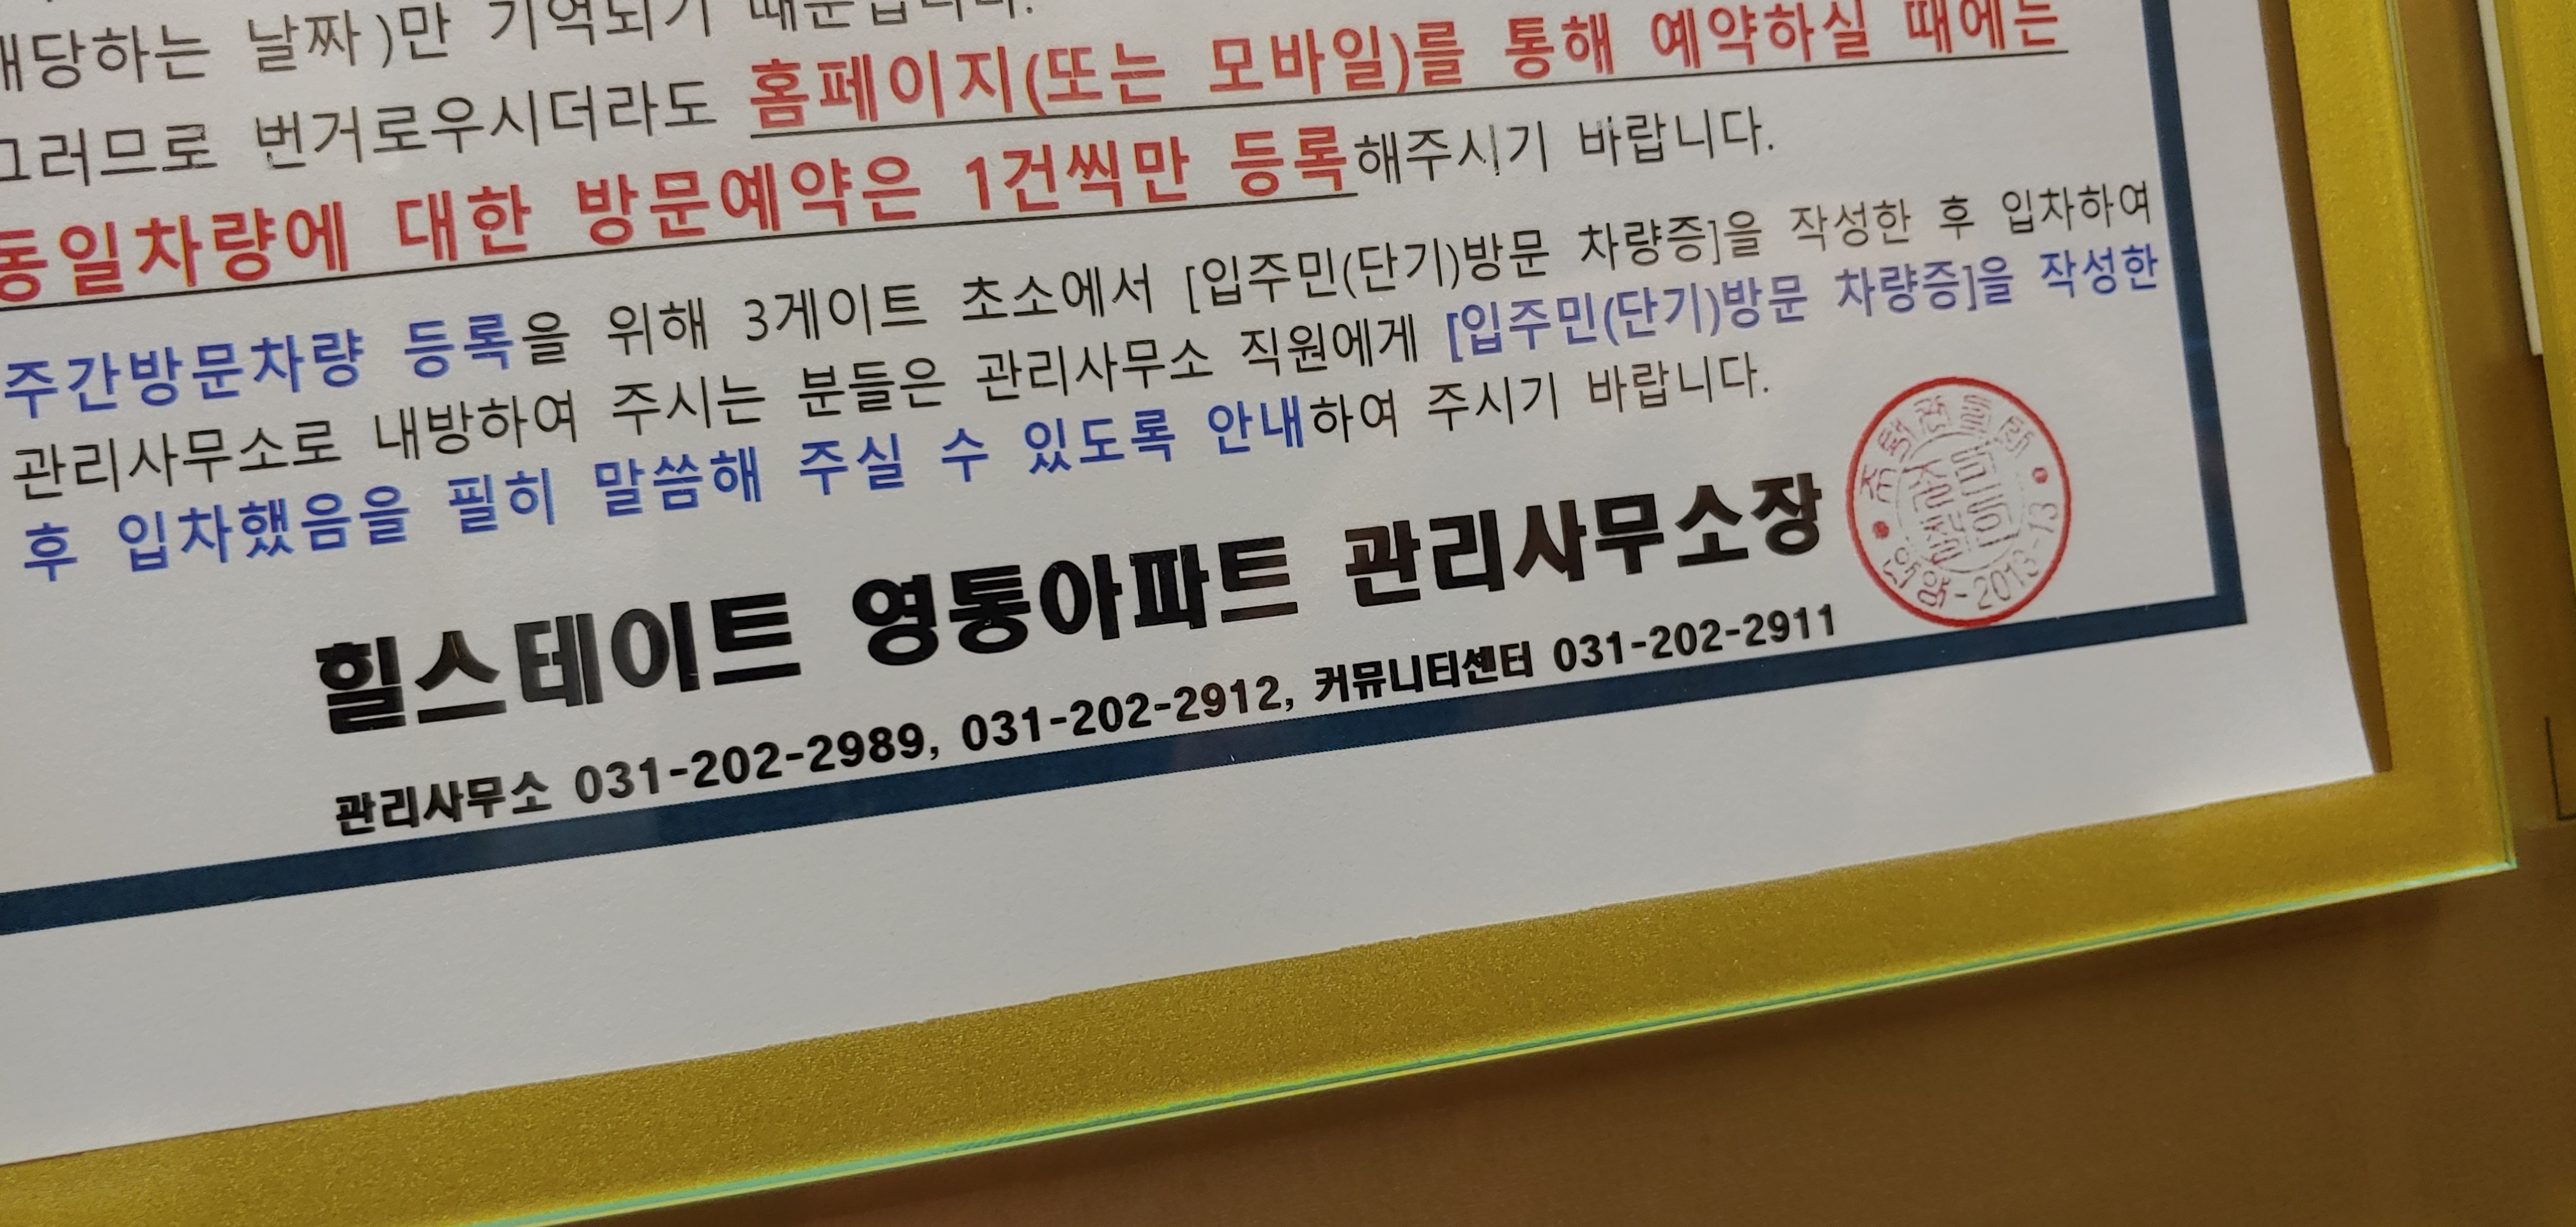 해당하는 날짜)만 기억되기 때문입니다.
그러므로 번거로우시더라도 홈페이지(또는 모바일)를 통해 예약하실 때에는
동일차량에 대한 방문예약은 1건씩만 등록해주시기 바랍니다.
주간방문차량 등록을 위해 3게이트 초소에서 [입주민(단기)방문 차량증]을 작성한 후 입차하여
관리사무소로 내방하여 주시는 분들은 관리사무소 직원에게 [입주민(단기)방문 차량증]을 작성한
후 입차했음을 필히 말씀해 주실 수 있도록 안내하여 주시기 바랍니다.
힐스테이트 영통아파트 관리사무소장
관리사무소 031-202-2989, 031-202-2912, 커뮤니티센터 031-202-2911